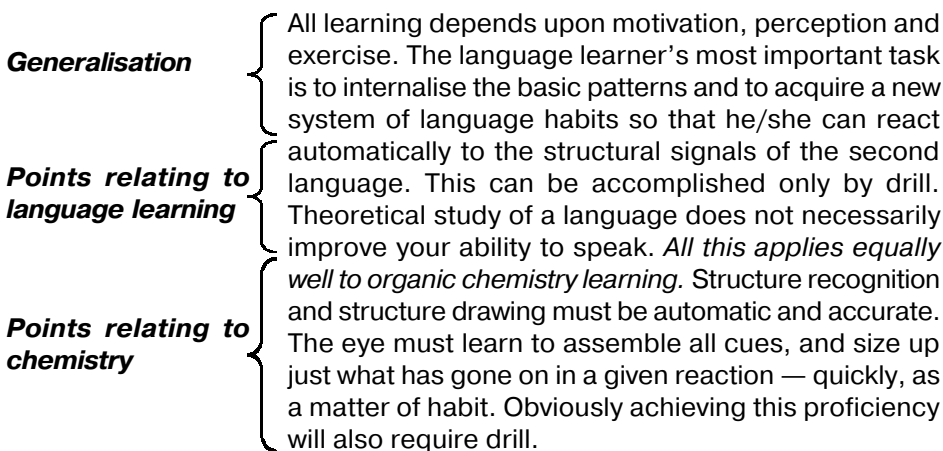 Generalisation
Points relating to
language learning
Points relating to
chemistry
All learning depends upon motivation, perception and
exercise. The language learner’s most important task
is to internalise the basic patterns and to acquire a new
system of language habits so that he/she can react
automatically to the structural signals of the second
language. This can be accomplished only by drill.
Theoretical study of a language does not necessarily
improve your ability to speak. All this applies equally
well to organic chemistry learning. Structure recognition
and structure drawing must be automatic and accurate.
The eye must learn to assemble all cues, and size up
just what has gone on in a given reaction — quickly, as
a matter of habit. Obviously achieving this proficiency
will also require drill.